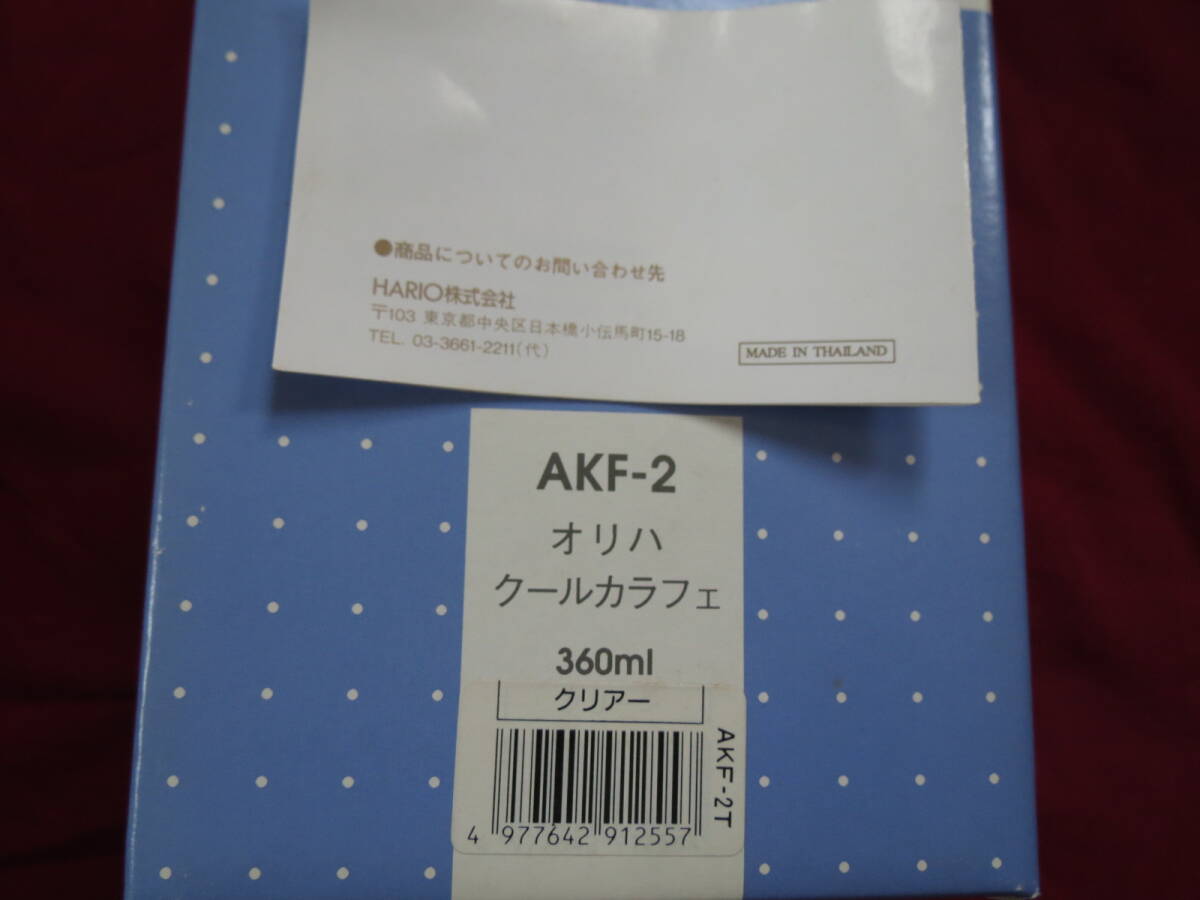 ●商品についてのお問い合わせ先
HARIO株式会社
〒103 東京都中央区日本橋小伝馬町15-18
TEL. 03-3661-2211(代)
MADE IN THAILAND
AKF-2
オリハ
クールカラフェ
360ml
クリアー
AKF-2T
4 977642 912557